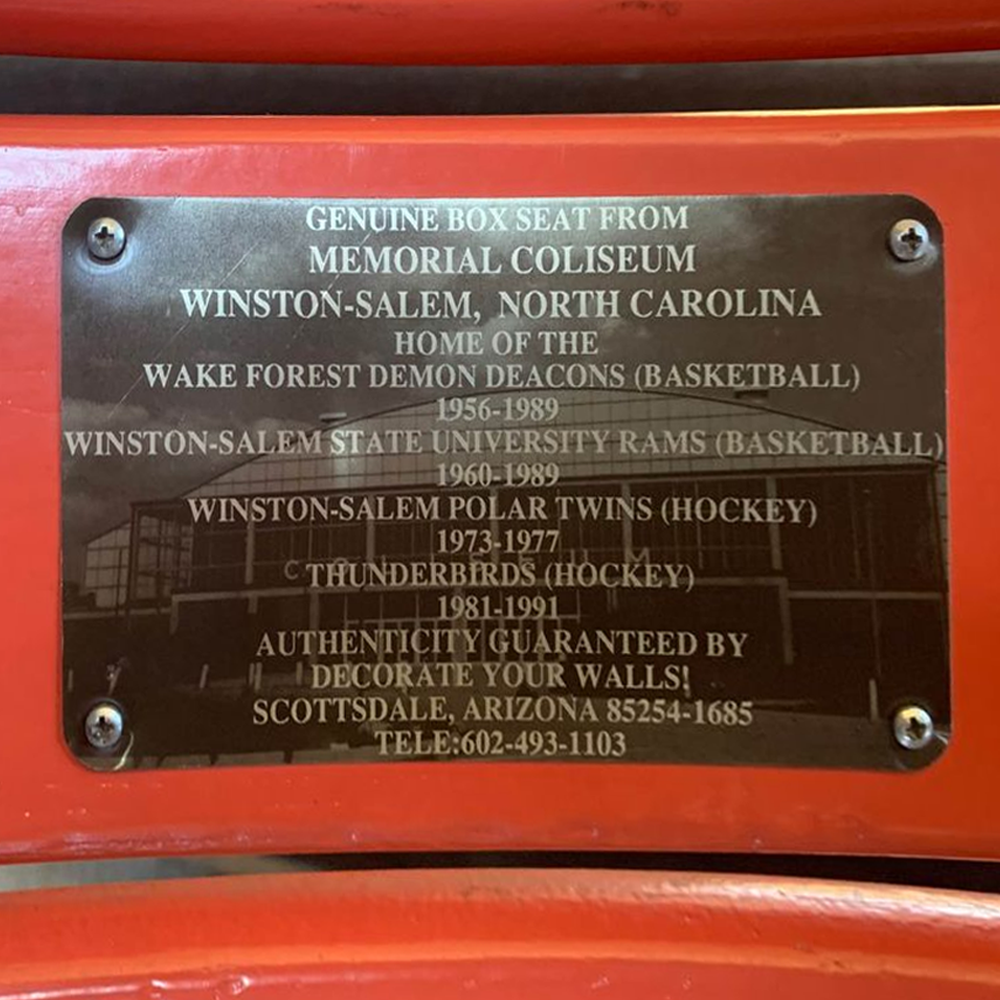 GENUINE BOX SEAT FROM
MEMORIAL COLISEUM
WINSTON-SALEM, NORTH CAROLINA
HOME OF THE
WAKE FOREST DEMON DEACONS (BASKETBALL)
1956-1989
WINSTON-SALEM STATE UNIVERSITY RAMS (BASKETBALL)
1960-1989
WINSTON-SALEM POLAR TWINS (HOCKEY)
1973-1977
COLISEUM
THUNDERBIRDS (HOCKEY)
1981-1991
AUTHENTICITY GUARANTEED BY
DECORATE YOUR WALLS!
SCOTTSDALE, ARIZONA 85254-1685
TELE:602-493-1103